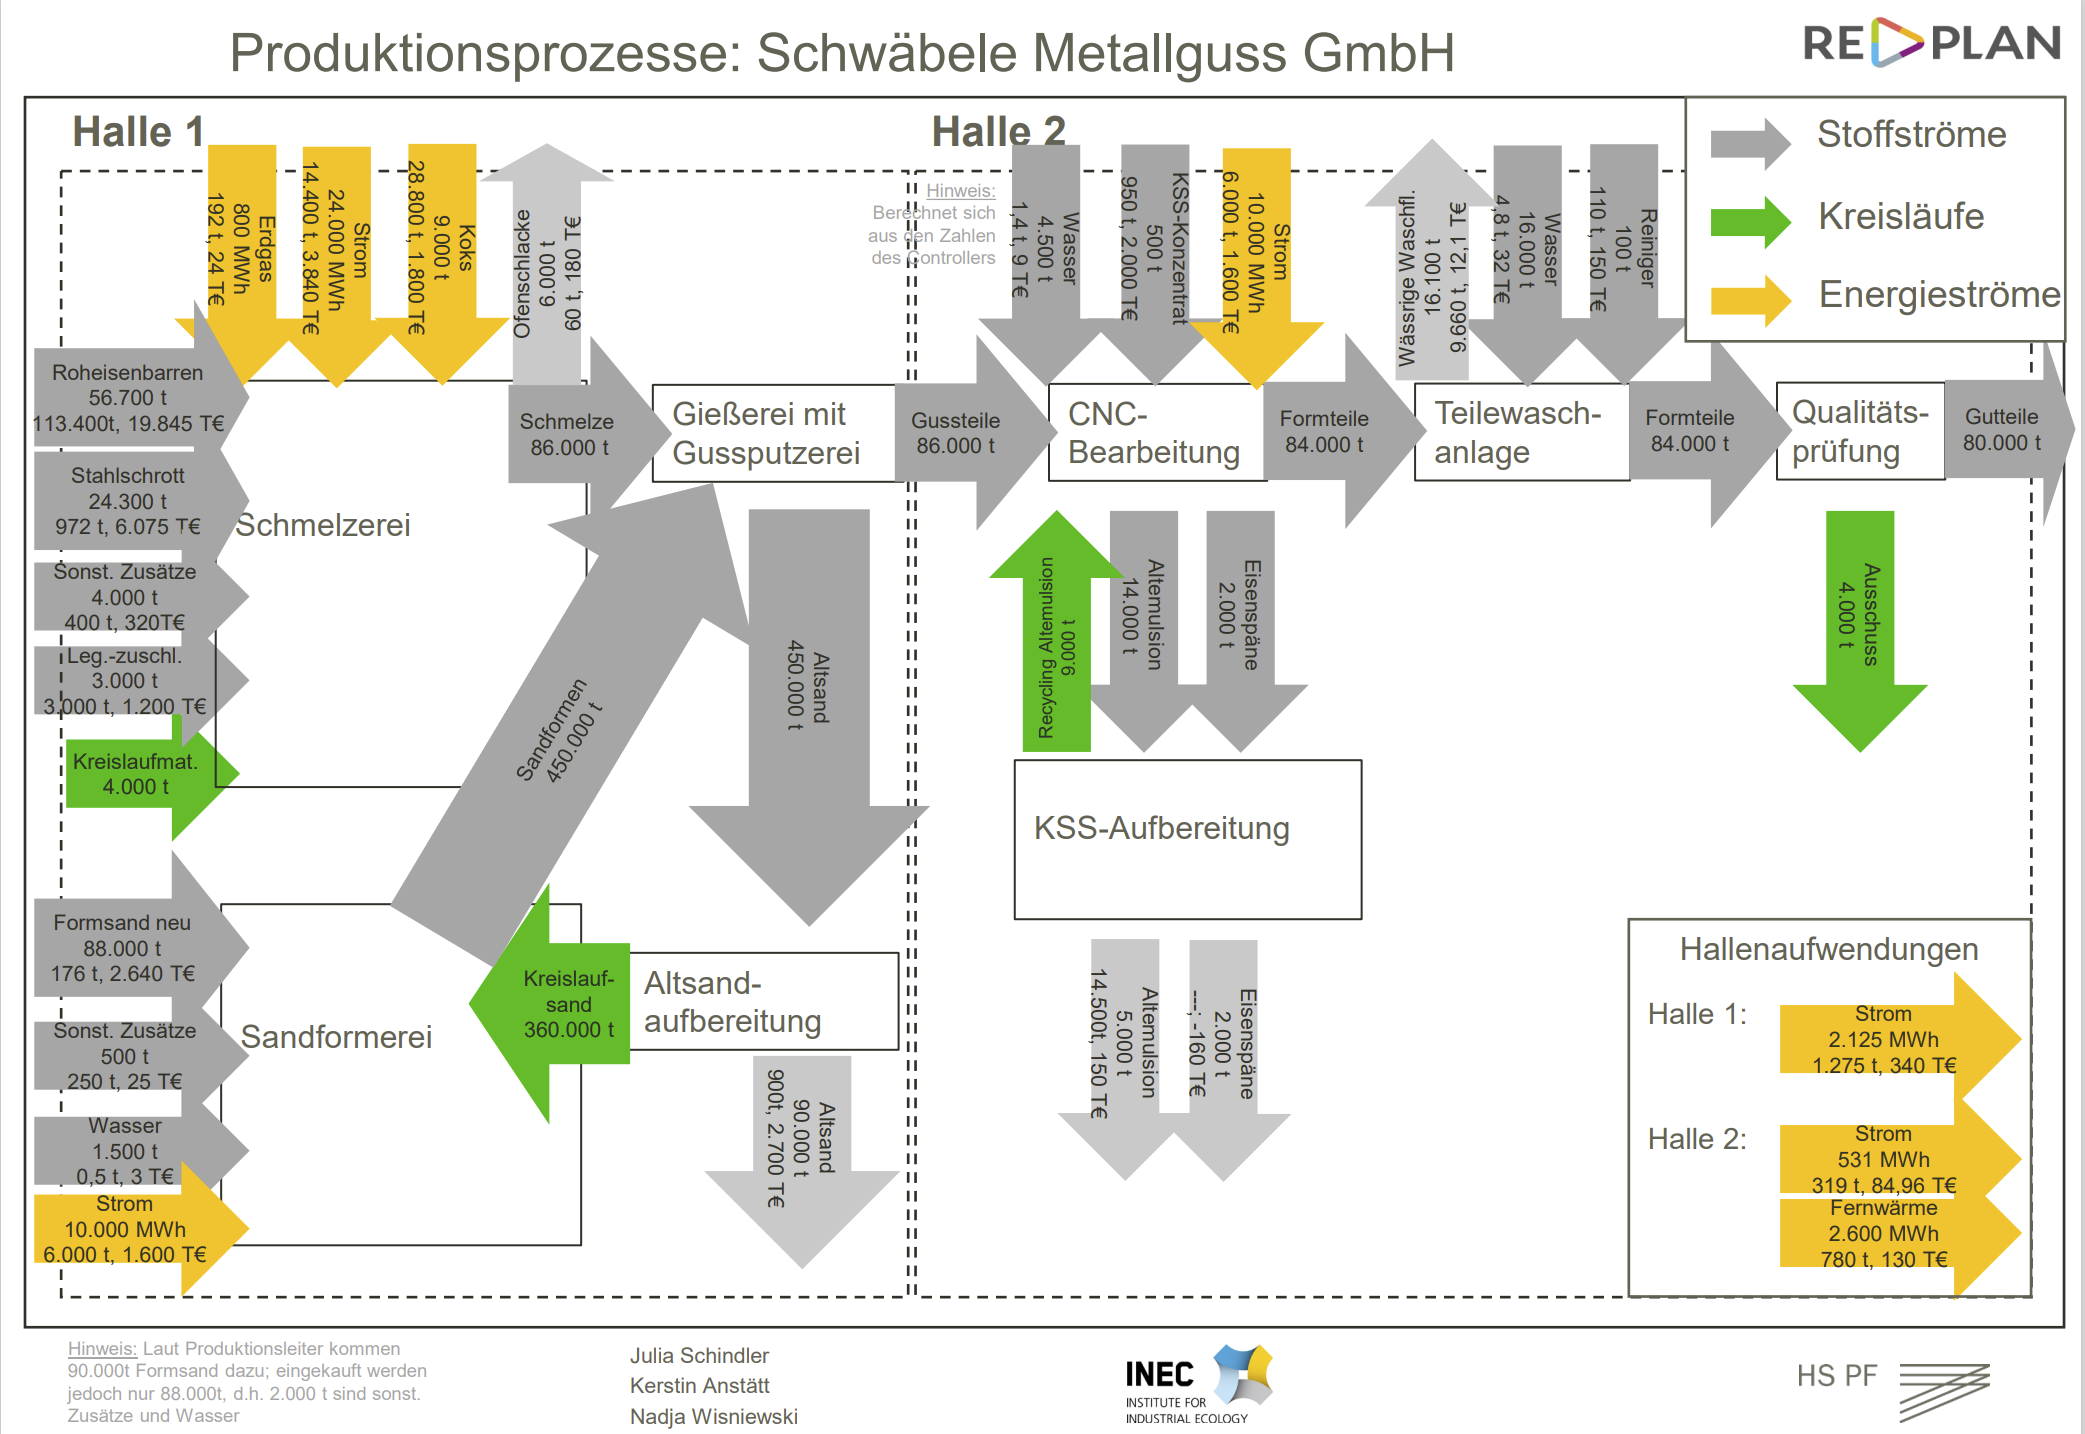 Produktionsprozesse: Schwäbele Metallguss GmbH
RE PLAN
Halle 1
Halle 2
Stoffströme
Kreisläufe
Energieströme
Erdgas
800 MWh
192 t, 24 T€
Strom
24.000 MWh
14.400 t, 3.840 T€
Koks
9.000 t
28.800 t, 1.800 T€
Ofenschlacke
9.000 t
60 t, 180 T€
Hinweis:
Berechnet sich
aus den Zahlen
des Controllers
Wasser
4.500 t
1,44 t, 9 T€
KSS-Konzentrat
500 t
950 t, 2.000 T€
Strom
10.000 MWh
6.000 t, 1.600 T€
Wässrige Waschfl.
16.100 t
9.660 t, 12,1 T€
Wasser
16.000 t
4,8 t, 32 T€
Reiniger
100 t
110 t, 150 T€
Roheisenbarren
56.700 t
113.400t, 19.845 T€
Stahlschrott
24.300 t
972 t, 6.075 T€
Sonst. Zusätze
4.000 t
400 t, 320T€
Leg.-zuschl.
3.000 t
3.000 t, 1.200 T€
Kreislaufmat.
4.000 t
Schmelzerei
Schmelze
86.000 t
Gießerei mit
Gussputzerei
Gussteile
86.000 t
CNC-
Bearbeitung
Formteile
84.000 t
Teilewasch-
anlage
Formteile
84.000 t
Qualitäts-
prüfung
Gutteile
80.000 t
Sandformen
450.000 t
Altsand
450.000 t
Recycling Altemulsion
9.000 t
Altemulsion
14.000 t
Eisenspäne
2.000 t
Ausschuss
4.000 t
KSS-Aufbereitung
Formsand neu
88.000 t
176 t, 2.640 T€
Sonst. Zusätze
500 t
250 t, 25 T€
Wasser
1.500 t
0,5 t, 3 T€
Strom
10.000 MWh
6.000 t, 1.600 T€
Sandformerei
Kreislauf-
sand
360.000 t
Altsand-
aufbereitung
Altsand
90.000 t
900t, 2.700 T€
Altemulsion
5.000 t
14.500t, 150 T€
Eisenspäne
2.000 t
---; -160 T€
Hallenaufwendungen
Halle 1:
Strom
2.125 MWh
1.275 t, 340 T€
Halle 2:
Strom
531 MWh
319 t, 84,96 T€
Fernwärme
2.600 MWh
780 t, 130 T€
Hinweis: Laut Produktionsleiter kommen
90.000t Formsand dazu; eingekauft werden
jedoch nur 88.000t, d.h. 2.000 t sind sonst.
Zusätze und Wasser
Julia Schindler
Kerstin Anstätt
Nadja Wisniewski
INEC
INSTITUTE FOR
INDUSTRIAL ECOLOGY
HS PF